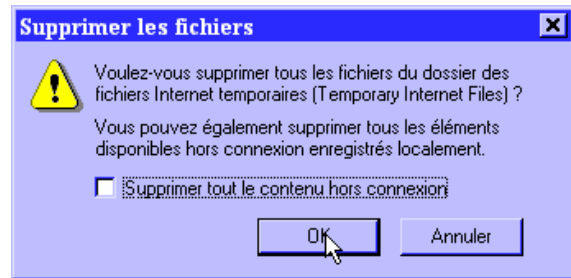 Supprimer les fichiers
Voulez-vous supprimer tous les fichiers du dossier des
fichiers Internet temporaires (Temporary Internet Files) ?
Vous pouvez également supprimer tous les éléments
disponibles hors connexion enregistrés localement.
Supprimer tout le contenu hors connexion
OK
Annuler